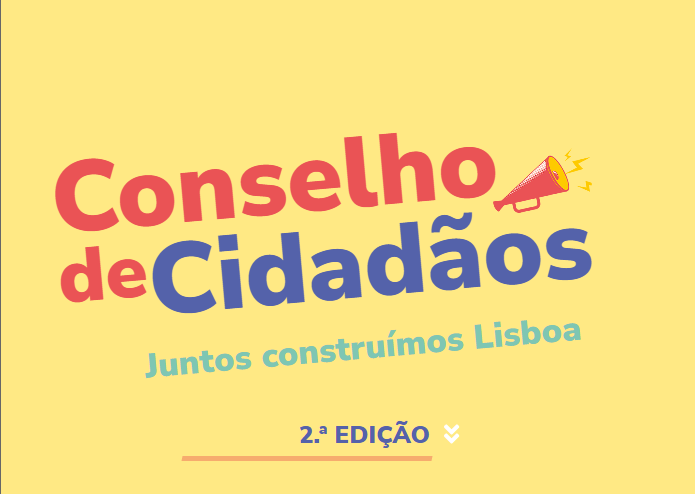 Conselho
de Cidadãos
Juntos construímos Lisboa
2.ª EDIÇÃO